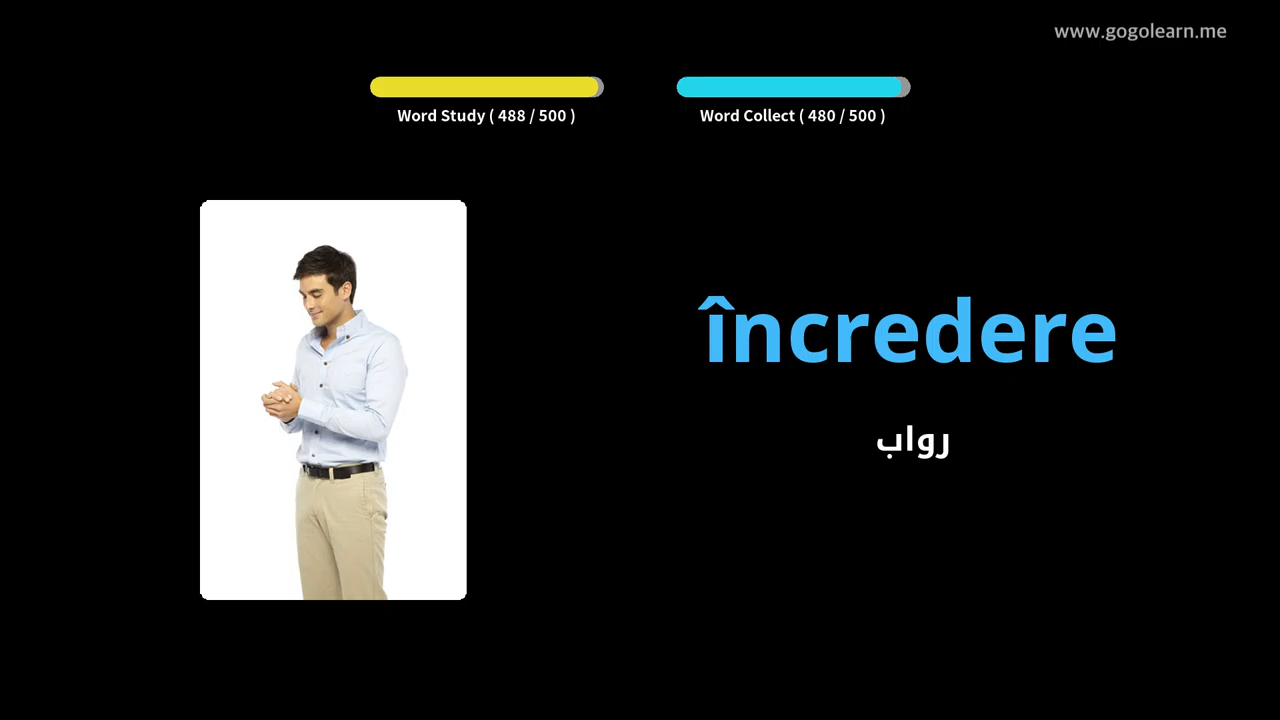 www.gogolearn.me
Word Study ( 488 / 500 )
Word Collect ( 480 / 500 )
încredere
رواب